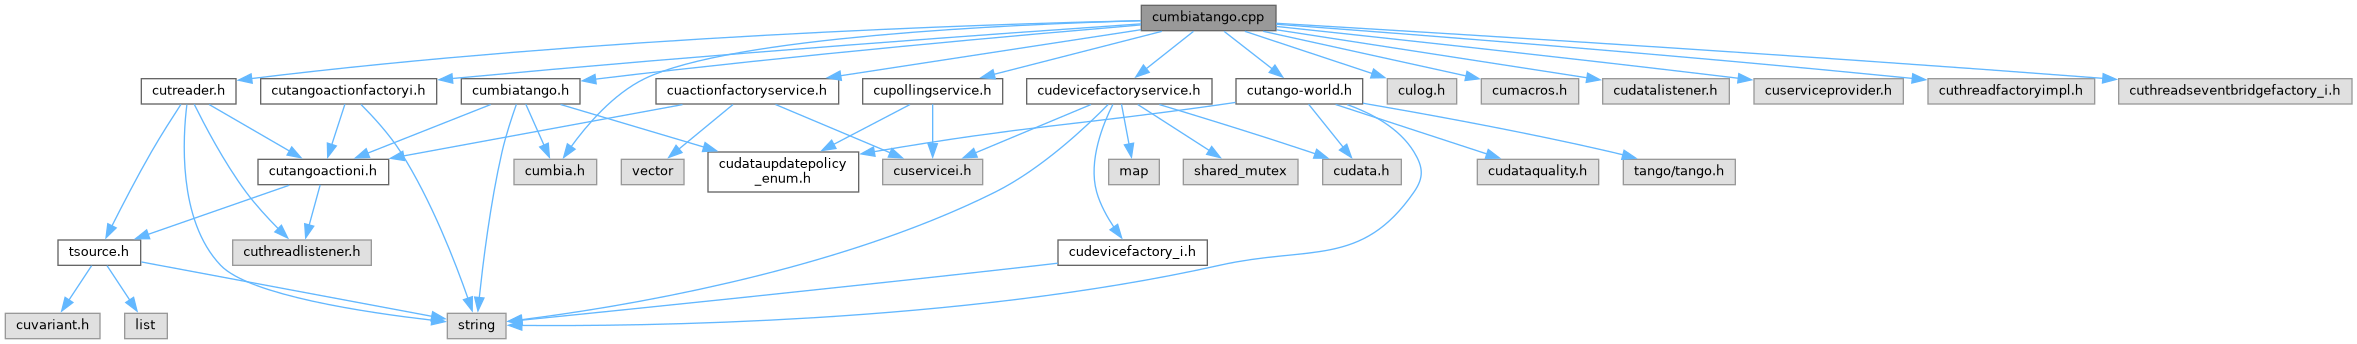 cumbiatango.cpp
cutreader.h
cutangoactionfactoryi.h
cumbiatango.h
cuactionfactoryservice.h
cupollingservice.h
cudevicefactoryservice.h
cutango-world.h
culog.h
cumacros.h
cudatalistener.h
cuserviceprovider.h
cuthreadfactoryimpl.h
cuthreadseventbridgefactory_i.h
cutangoactioni.h
cumbia.h
vector
cudataupdatepolicy
_enum.h
cuservicei.h
map
shared_mutex
cudata.h
cudataquality.h
tango/tango.h
tsource.h
cuthreadlistener.h
cudevicefactory_i.h
cuvariant.h
list
string